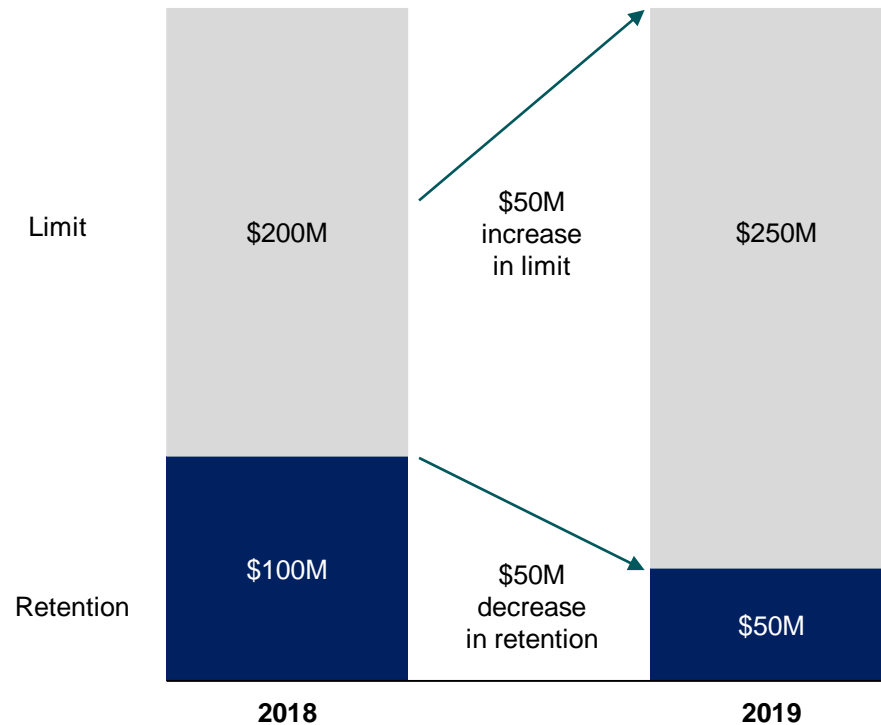 Limit
$200M
$50M
increase
in limit
$250M
Retention
$100M
$50M
decrease
in retention
$50M
2018
2019